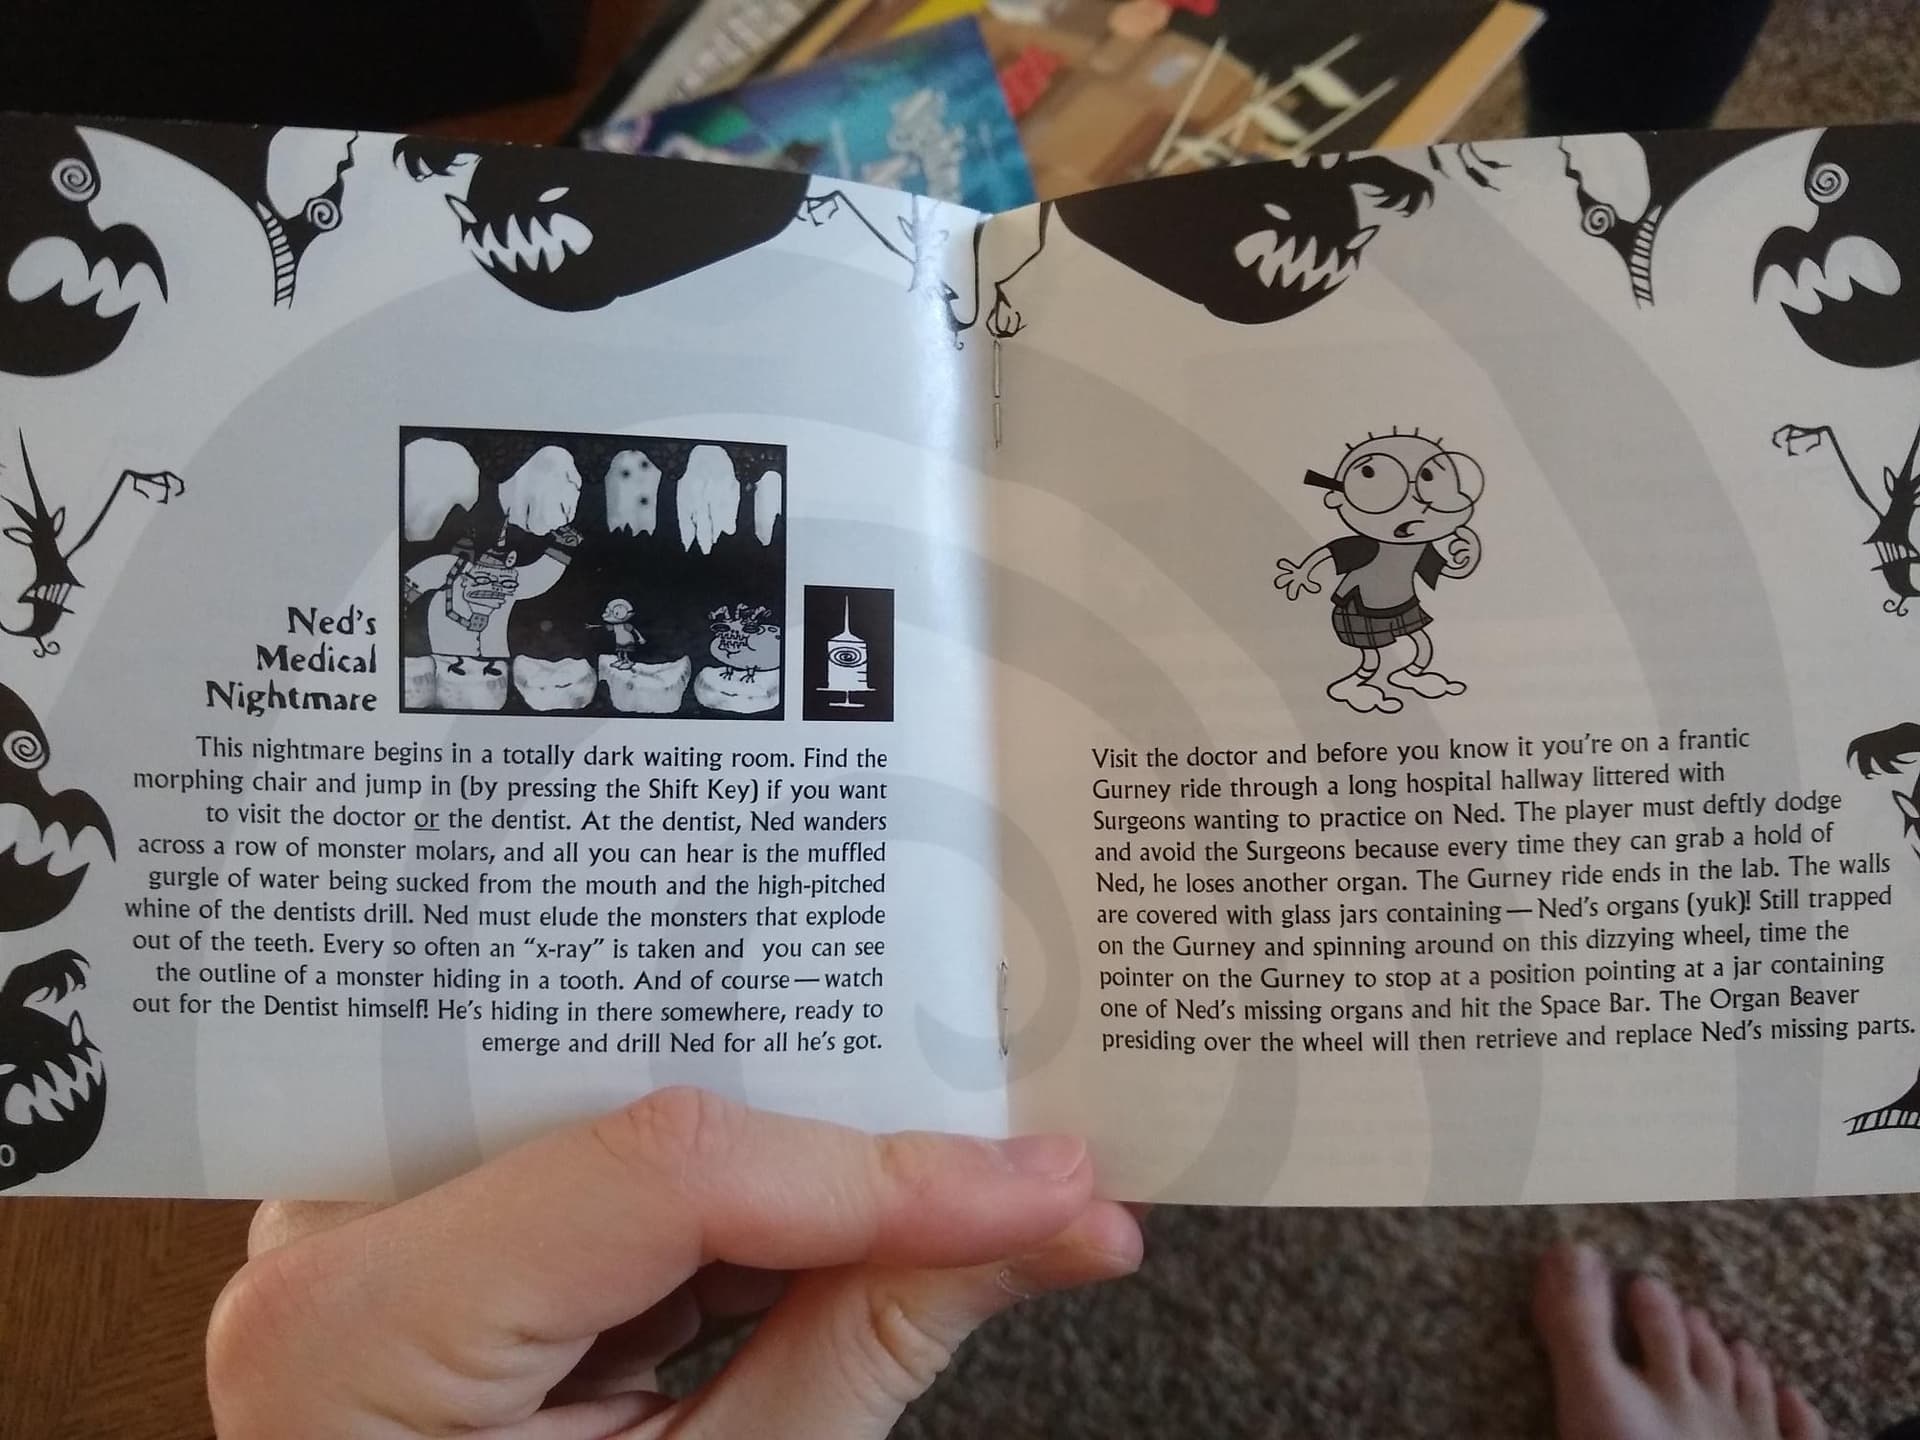 Ned's
Medical
Nightmare
This nightmare begins in a totally dark waiting room. Find the
morphing chair and jump in (by pressing the Shift Key) if you want
to visit the doctor or the dentist. At the dentist, Ned wanders
across a row of monster molars, and all you can hear is the muffled
gurgle of water being sucked from the mouth and the high-pitched
whine of the dentists drill. Ned must elude the monsters that explode
out of the teeth. Every so often an “x-ray” is taken and you can see
the outline of a monster hiding in a tooth. And of course — watch
out for the Dentist himself! He's hiding in there somewhere, ready to
emerge and drill Ned for all he's got.
Visit the doctor and before you know it you're on a frantic
Gurney ride through a long hospital hallway littered with
Surgeons wanting to practice on Ned. The player must deftly dodge
and avoid the Surgeons because every time they can grab a hold of
Ned, he loses another organ. The Gurney ride ends in the lab. The walls
are covered with glass jars containing — Ned's organs (yuk)! Still trapped
on the Gurney and spinning around on this dizzying wheel, time the
pointer on the Gurney to stop at a position pointing at a jar containing
one of Ned's missing organs and hit the Space Bar. The Organ Beaver
presiding over the wheel will then retrieve and replace Ned's missing parts.